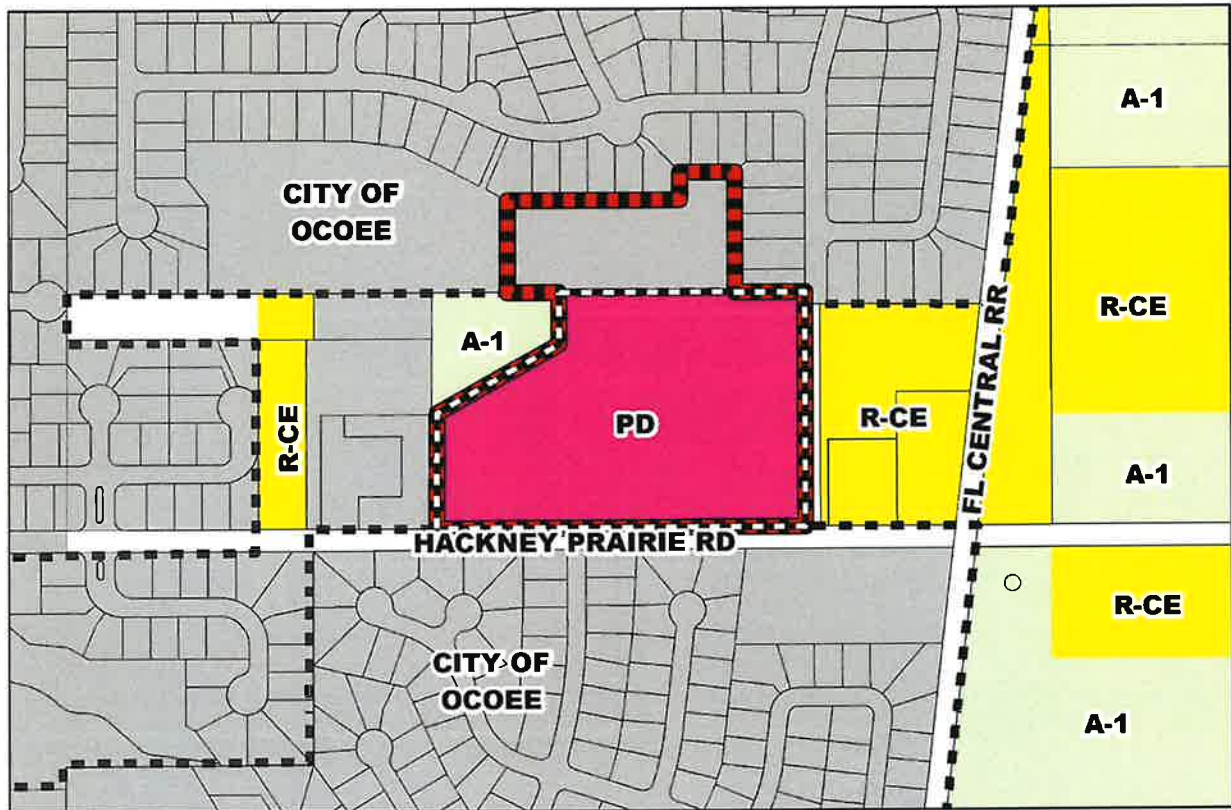 A-1
CITY OF
OCOEE
R-CE
A-1
R-CE
PD
R-CE
A-1
FL CENTRAL RR
HACKNEY PRAIRIE RD
R-CE
CITY OF
OCOEE
A-1